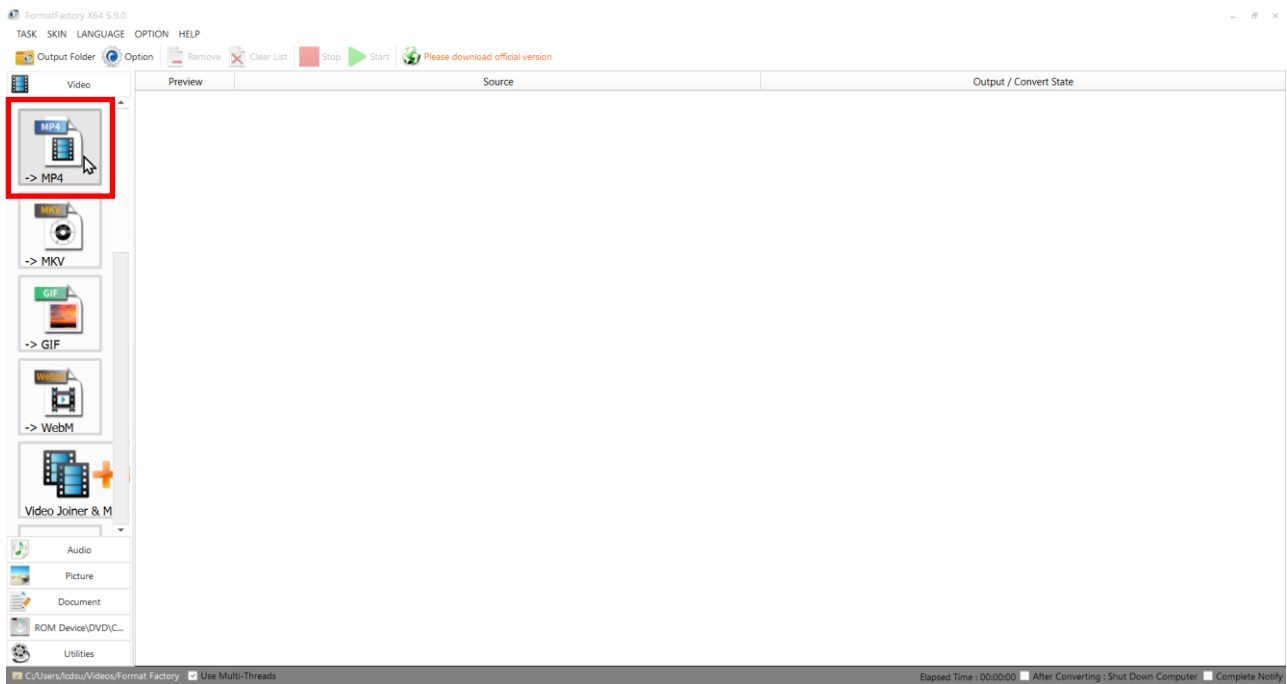 FormatFactory X64 5.9.0
TASK SKIN LANGUAGE OPTION HELP
Output Folder Option Remove Clear List Stop Start Please download official version
Video Preview Source Output / Convert State
MP4
-> MP4
MKV
-> MKV
GIF
-> GIF
WebM
-> WebM
Video Joiner & M
Audio
Picture
Document
ROM Device\DVD\C...
Utilities
C:/Users/lcdsu/Videos/Format Factory Use Multi-Threads Elapsed Time : 00:00:00 After Converting : Shut Down Computer Complete Notify